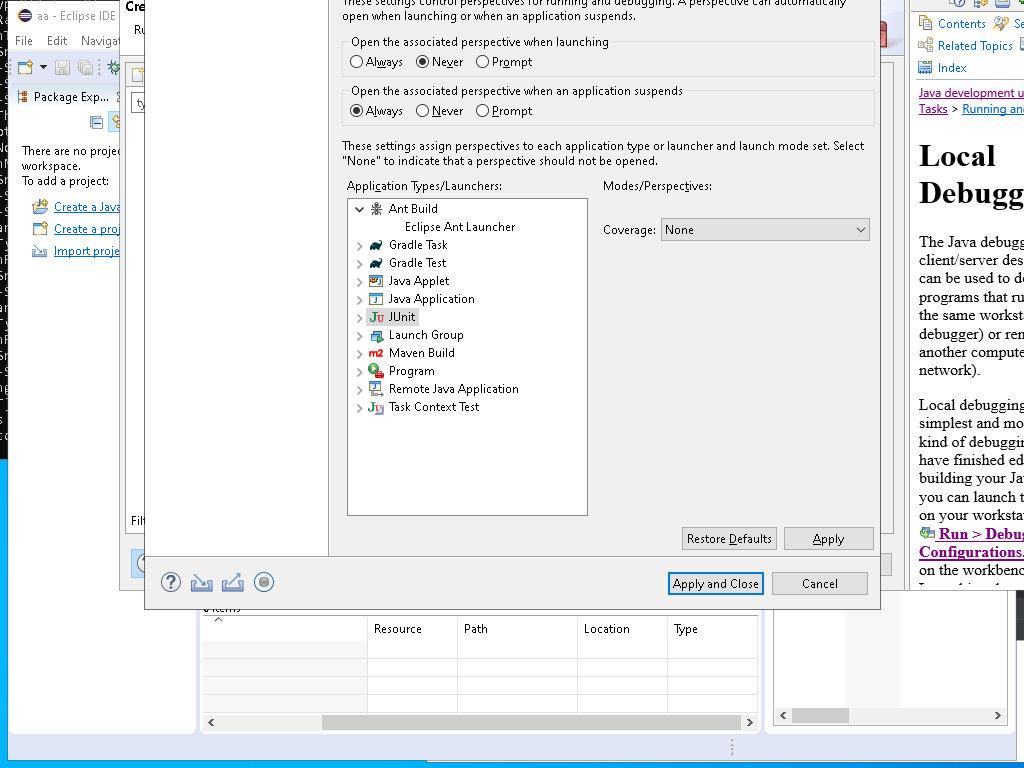 aa - Eclipse IDE
File Edit Navigat
Package Exp...
There are no proje
workspace.
To add a project:
Create a Java
Create a proj
Import proje
Cre
Ru
ty
Filt
These settings control perspectives for running and debugging. A perspective can automatically
open when launching or when an application suspends.
Open the associated perspective when launching
Always Never Prompt
Open the associated perspective when an application suspends
Always Never Prompt
These settings assign perspectives to each application type or launcher and launch mode set. Select
"None" to indicate that a perspective should not be opened.
Application Types/Launchers:
Modes/Perspectives:
Ant Build
Eclipse Ant Launcher
Gradle Task
Gradle Test
Java Applet
Java Application
JUnit
Launch Group
Maven Build
Program
Remote Java Application
Task Context Test
Coverage: None
Restore Defaults Apply
Apply and Close Cancel
Resource Path Location Type
Contents Se
Related Topics
Index
Java development u
Tasks > Running and
Local
Debugg
The Java debugg
client/server des
can be used to de
programs that ru
the same worksta
debugger) or rem
another compute
network).
Local debugging
simplest and mo
kind of debuggin
have finished ed
building your Jav
you can launch t
on your workstat
Run > Debug
Configurations.
on the workbenc